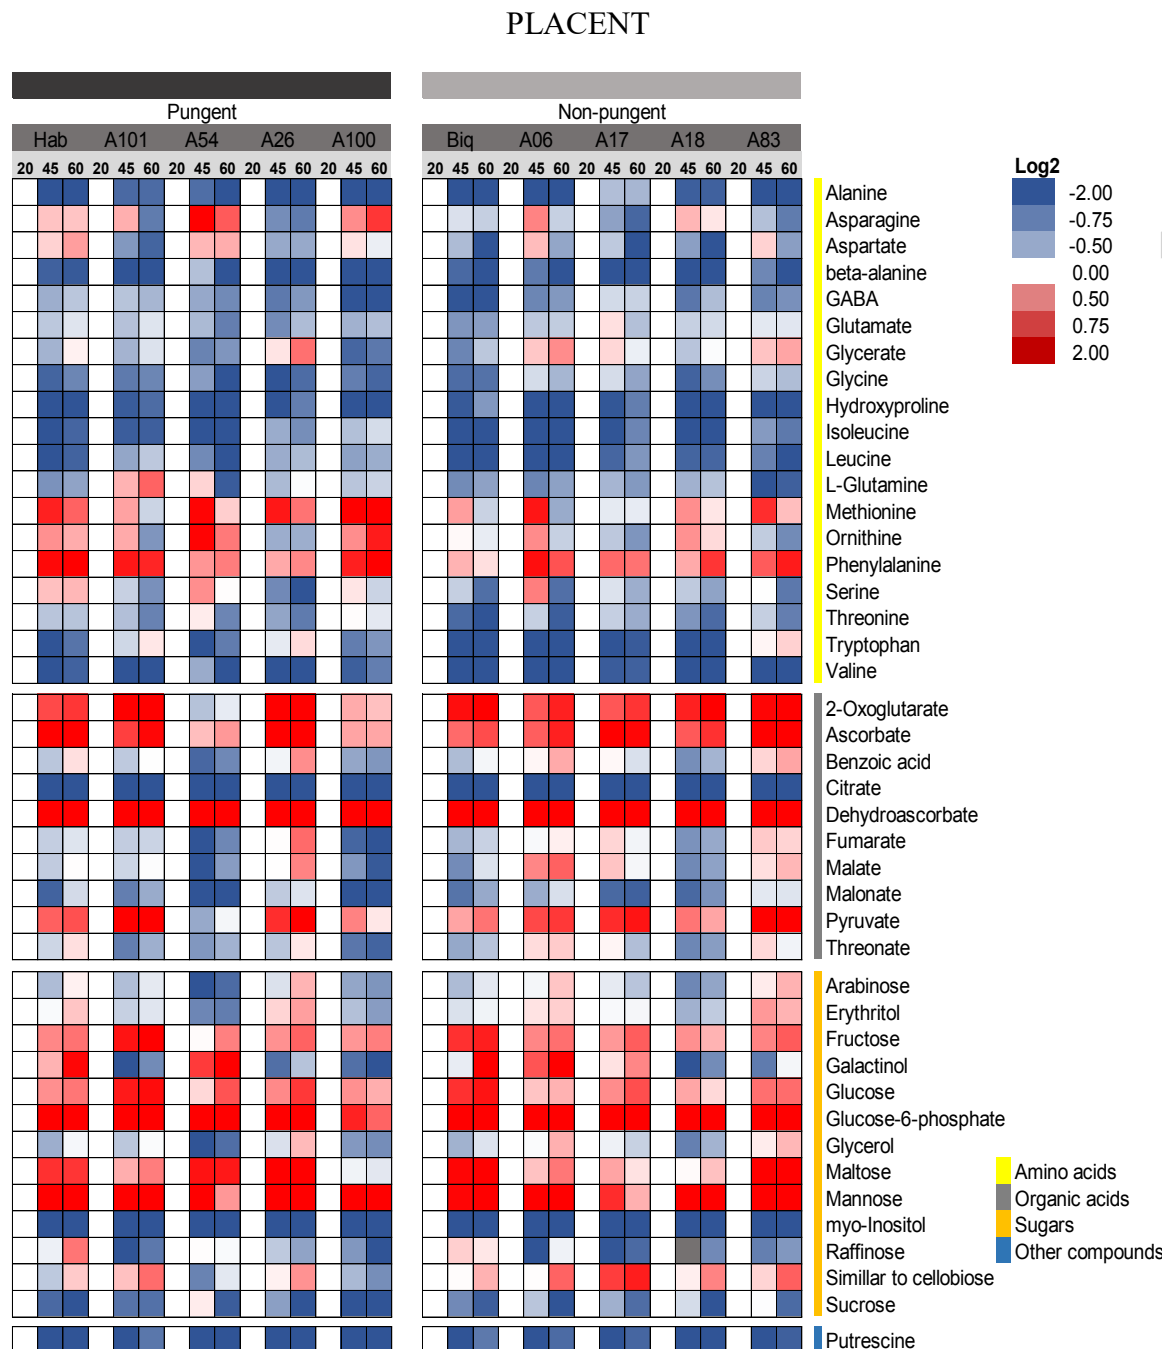 PLACENT
Pungent Non-pungent
Hab A101 A54 A26 A100 Biq A06 A17 A18 A83
20 45 60 20 45 60 20 45 60 20 45 60 20 45 60 20 45 60 20 45 60 20 45 60 20 45 60 20 45 60
Log2
-2.00
-0.75
-0.50
0.00
0.50
0.75
2.00
Alanine
Asparagine
Aspartate
beta-alanine
GABA
Glutamate
Glycerate
Glycine
Hydroxyproline
Isoleucine
Leucine
L-Glutamine
Methionine
Ornithine
Phenylalanine
Serine
Threonine
Tryptophan
Valine
2-Oxoglutarate
Ascorbate
Benzoic acid
Citrate
Dehydroascorbate
Fumarate
Malate
Malonate
Pyruvate
Threonate
Arabinose
Erythritol
Fructose
Galactinol
Glucose
Glucose-6-phosphate
Glycerol
Maltose
Mannose
myo-Inositol
Raffinose
Simillar to cellobiose
Sucrose
Putrescine
Amino acids
Organic acids
Sugars
Other compounds